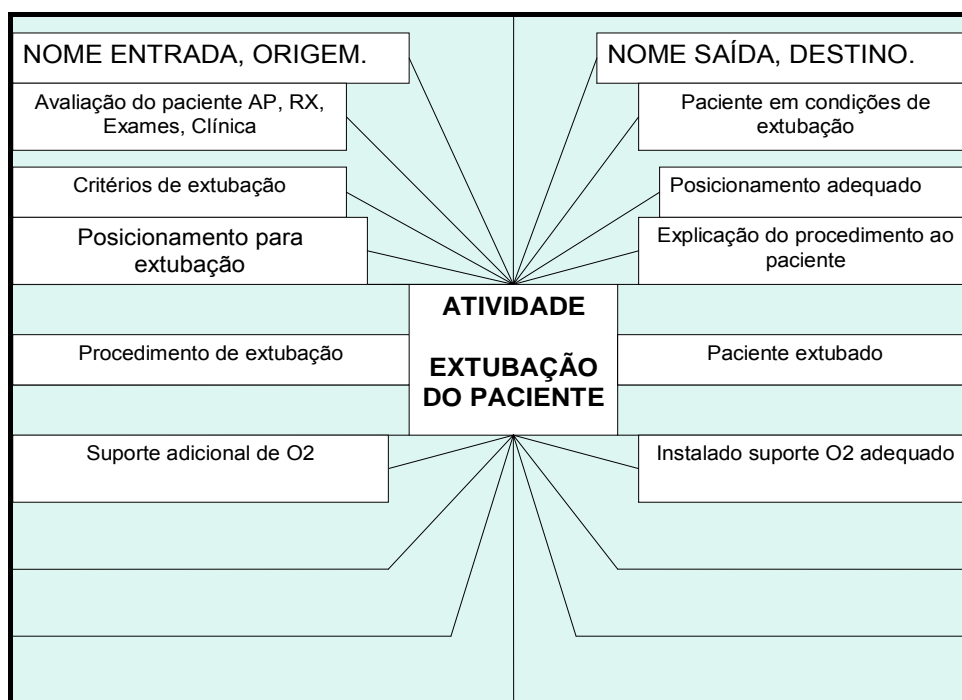 NOME ENTRADA, ORIGEM.
Avaliação do paciente AP, RX,
Exames, Clínica
Critérios de extubação
Posicionamento para
extubação
Procedimento de extubação
Suporte adicional de O2
ATIVIDADE
EXTUBAÇÃO
DO PACIENTE
NOME SAÍDA, DESTINO.
Paciente em condições de
extubação
Posicionamento adequado
Explicação do procedimento ao
paciente
Paciente extubado
Instalado suporte O2 adequado